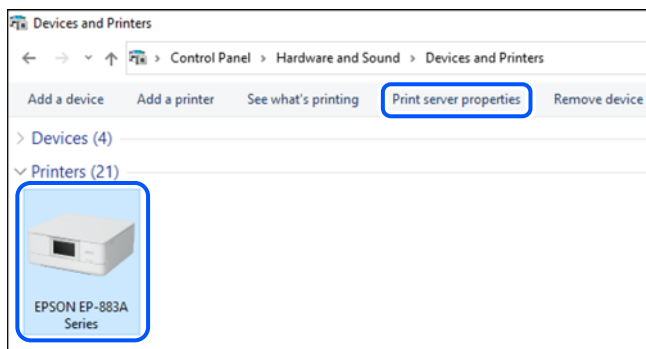 Devices and Printers
Control Panel > Hardware and Sound > Devices and Printers
Add a device Add a printer See what's printing Print server properties Remove device
Devices (4)
Printers (21)
EPSON EP-883A
Series